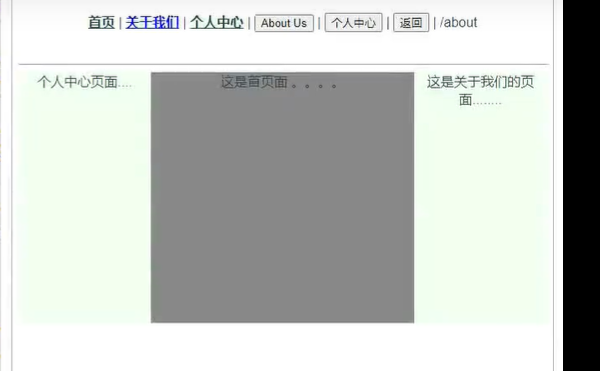 首页 | 关于我们 | 个人中心 | About Us | 个人中心 | 返回 | /about
个人中心页面....
这是首页面。。。。
这是关于我们的页
面........